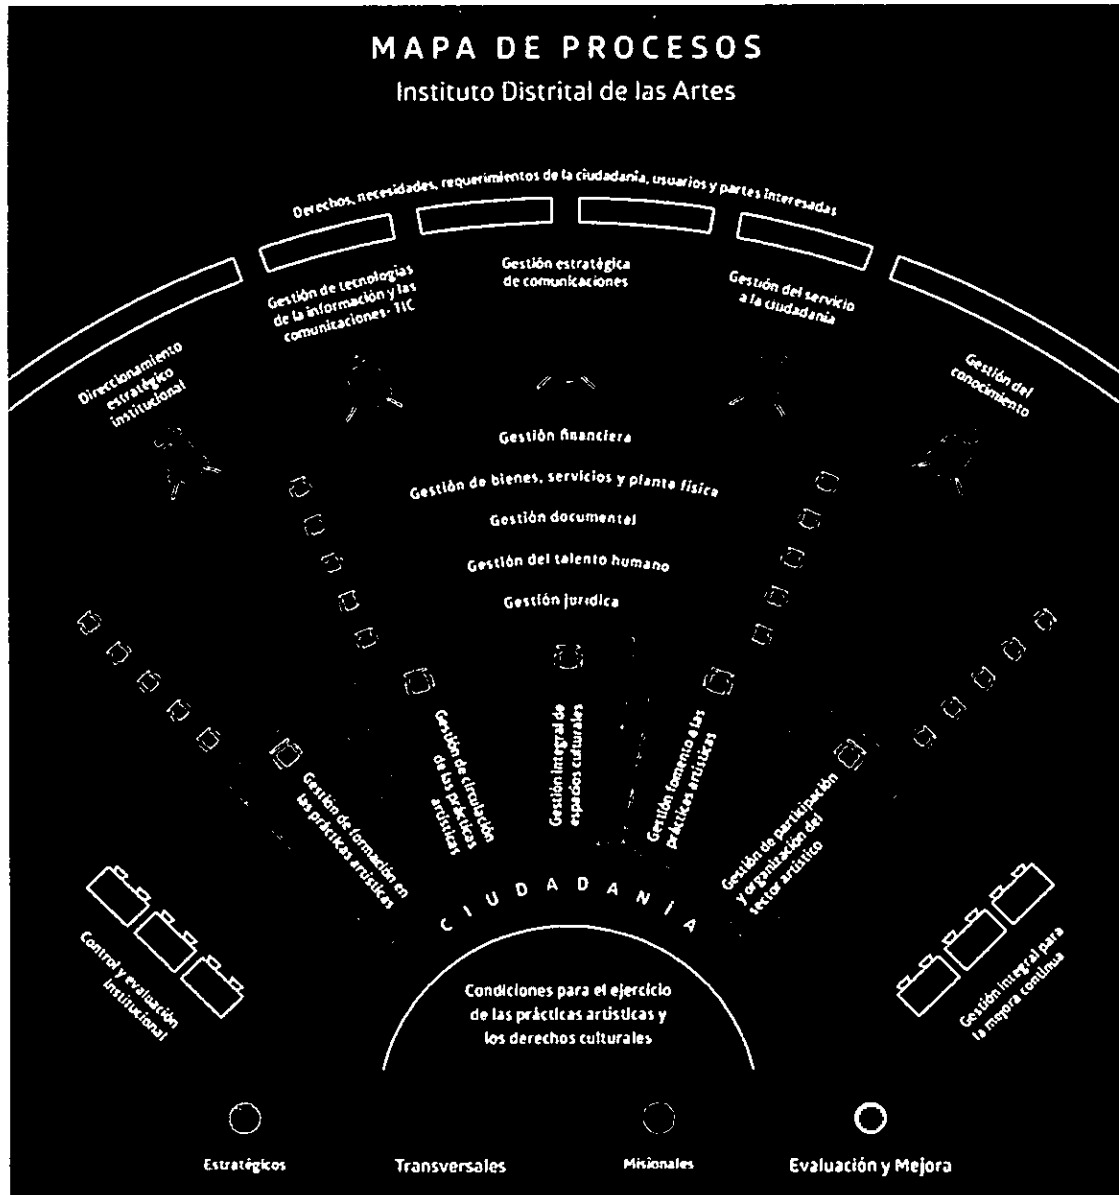 MAPA DE PROCESOS
Instituto Distrital de las Artes
Derechos, necesidades, requerimientos de la ciudadanía, usuarios y partes interesadas
Direccionamiento
estratégico
institucional
Gestión de tecnologías
de la información y las
comunicaciones- TIC
Gestión estratégica
de comunicaciones
Gestión del servicio
a la ciudadanía
Gestión del
conocimiento
Gestión financiera
Gestión de bienes, servicios y planta física
Gestión documental
Gestión del talento humano
Gestión jurídica
Gestión de formación en
las prácticas artísticas
Gestión de circulación
de las prácticas
artísticas
Gestión integral de
espacios culturales
Gestión fomento a las
prácticas artísticas
Gestión de participación
y organización del
sector artístico
CIUDADANÍA
Control y evaluación
institucional
Condiciones para el ejercicio
de las prácticas artísticas y
los derechos culturales
Gestión integral para
la mejora continua
Estratégicos
Transversales
Misionales
Evaluación y Mejora